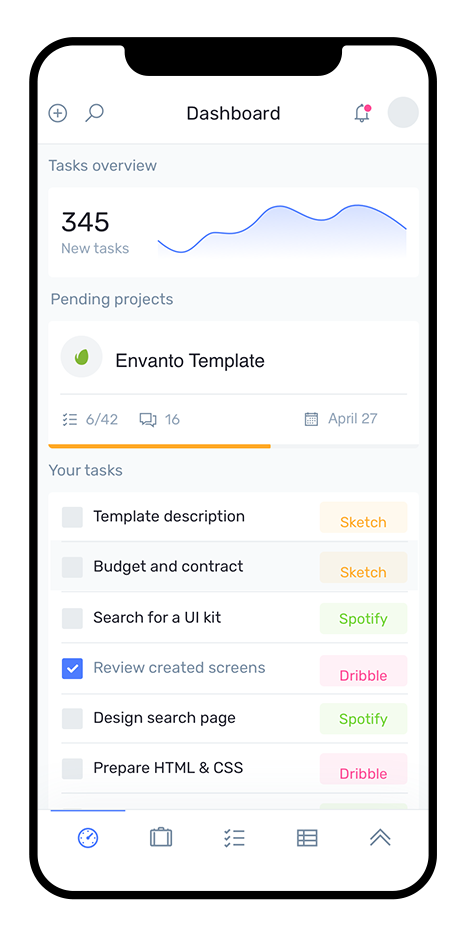 Dashboard
Tasks overview
345
New tasks
Pending projects
Envanto Template
6/42 16 April 27
Your tasks
Template description Sketch
Budget and contract Sketch
Search for a UI kit Spotify
Review created screens Dribble
Design search page Spotify
Prepare HTML & CSS Dribble